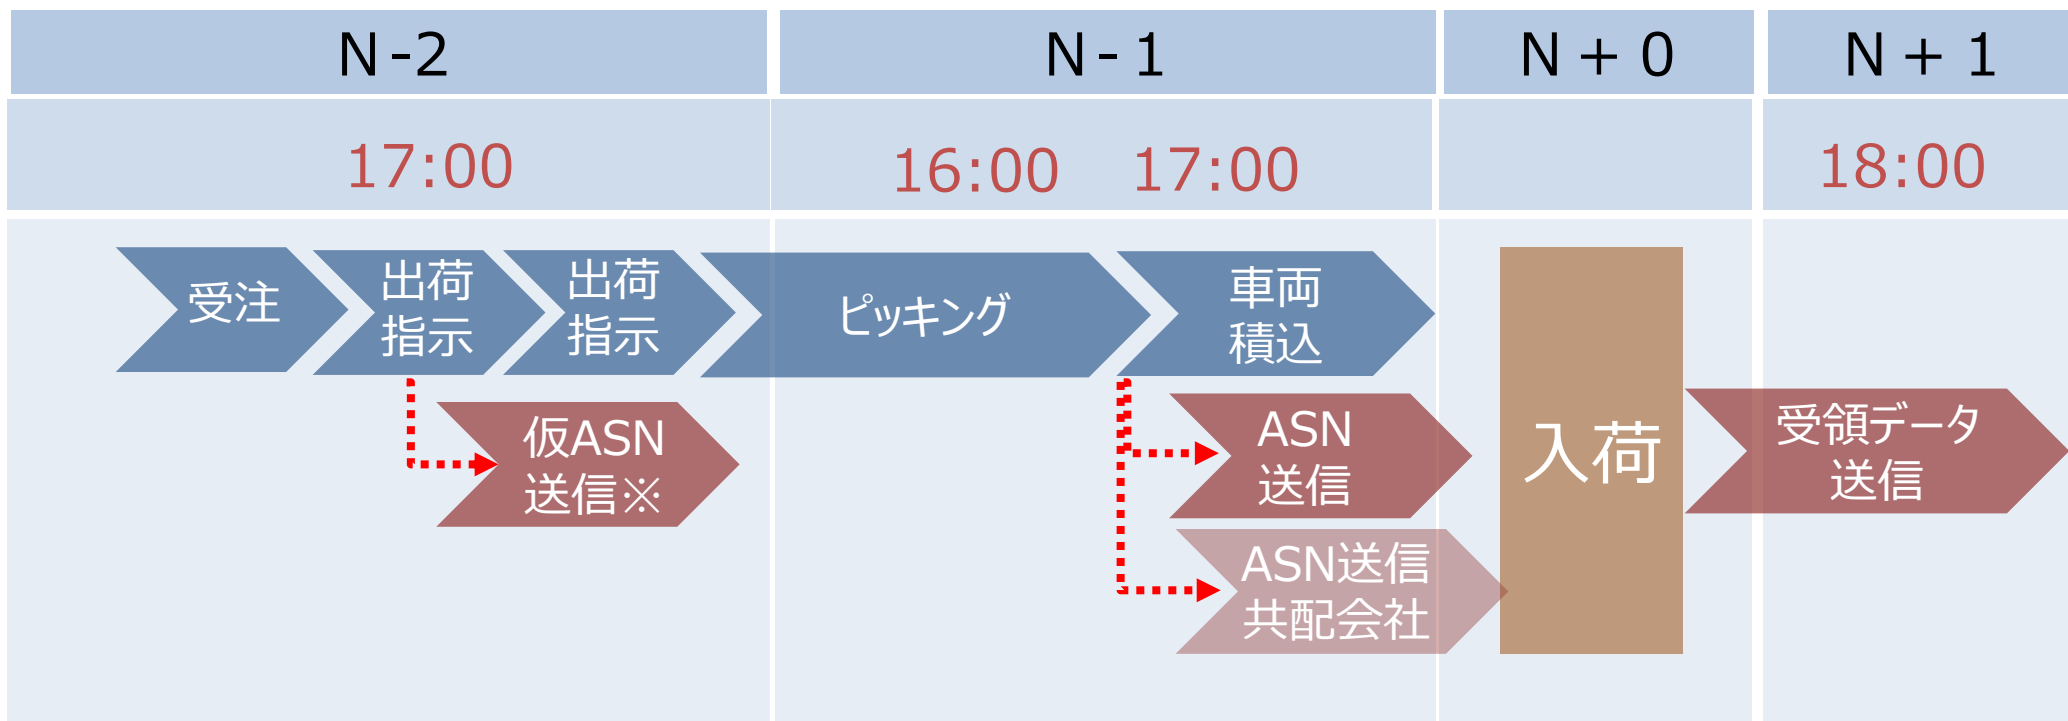 N -2
N - 1
N + 0
N + 1
17:00
16:00
17:00
18:00
受注
出荷
指示
出荷
指示
ピッキング
車両
積込
仮ASN
送信※
ASN
送信
ASN送信
共配会社
入荷
受領データ
送信